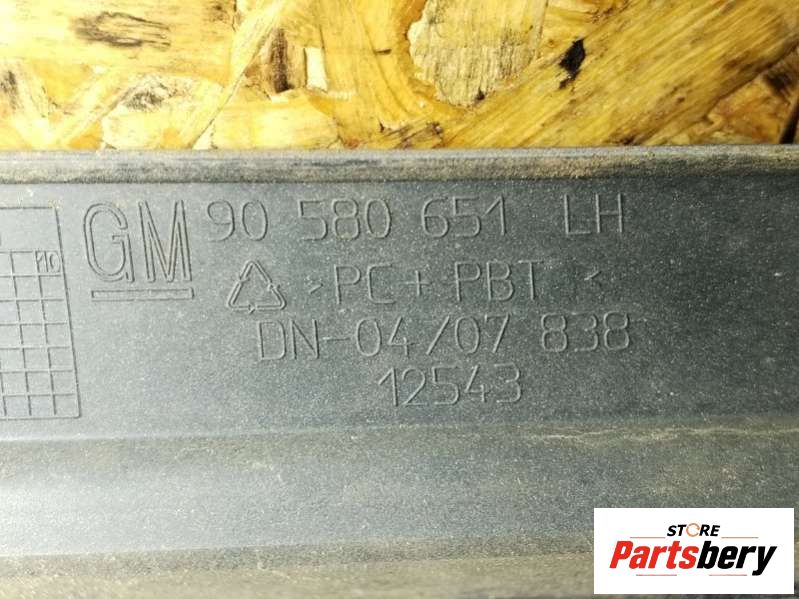 10
GM 90 580 651 LH
>PC+PBT<
DN-04/07 838
12543
STORE
Partsbery